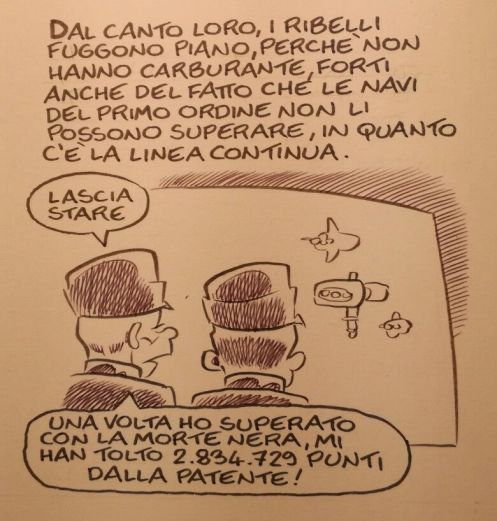 DAL CANTO LORO, I RIBELLI
FUGGONO PIANO, PERCHÈ NON
HANNO CARBURANTE, FORTI
ANCHE DEL FATTO CHE LE NAVI
DEL PRIMO ORDINE NON LI
POSSONO SUPERARE, IN QUANTO
C'È LA LINEA CONTINUA.
LASCIA
STARE
UNA VOLTA HO SUPERATO
CON LA MORTE NERA, MI
HAN TOLTO 2.834.729 PUNTI
DALLA PATENTE!